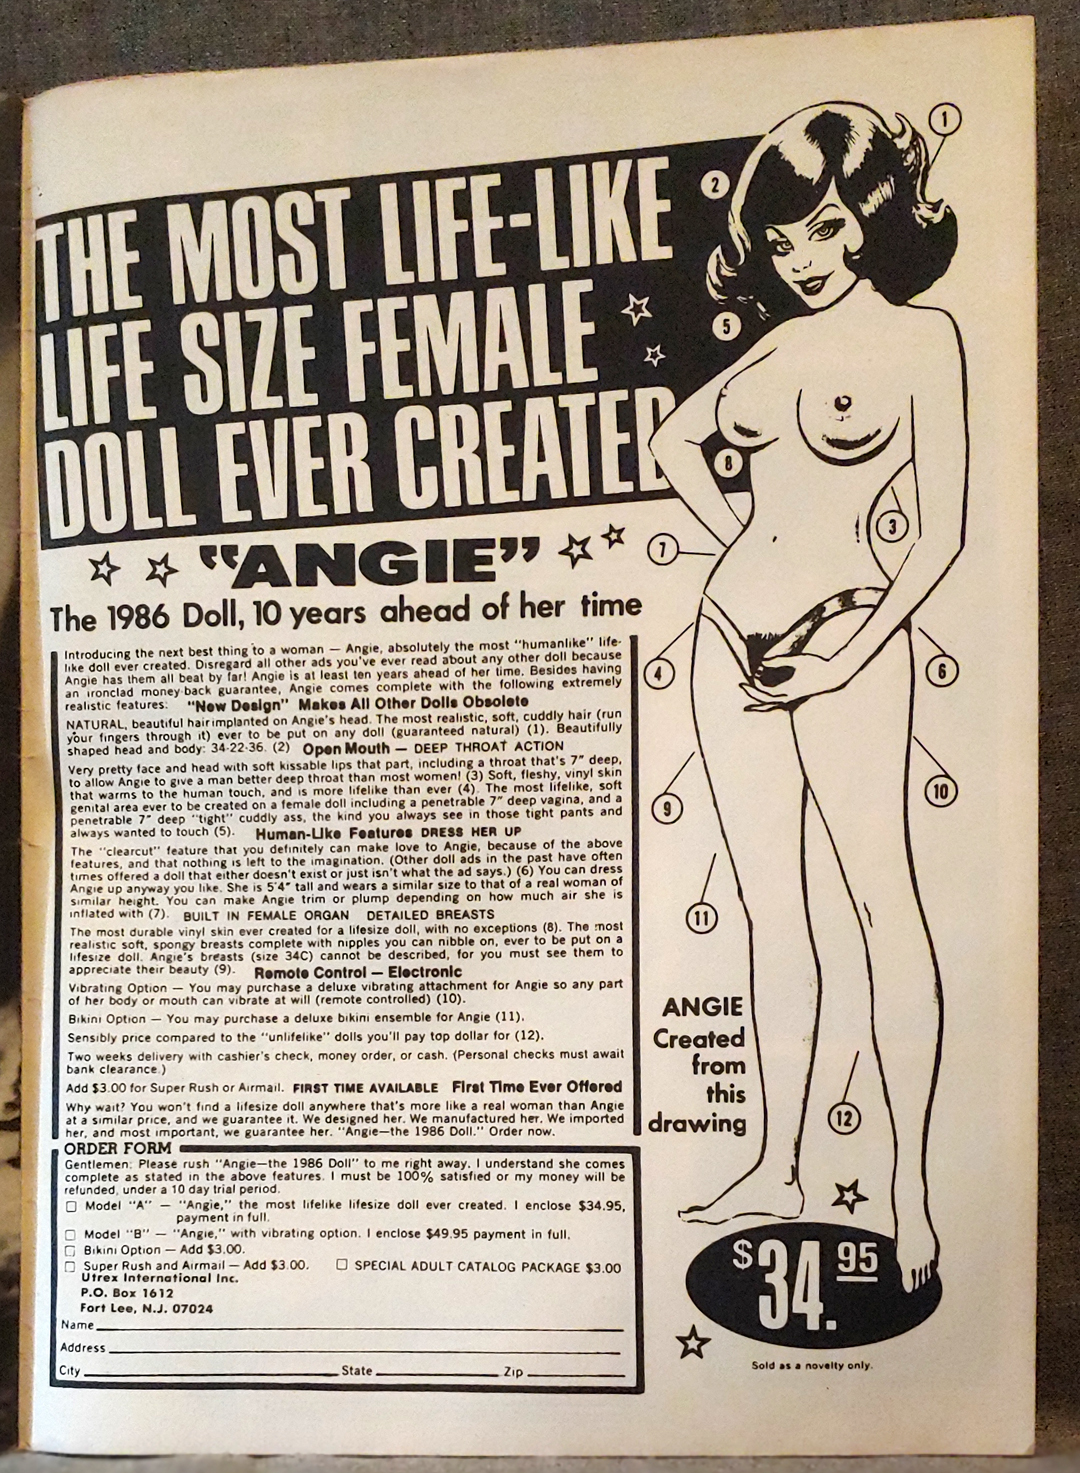 THE MOST LIFE-LIKE
LIFE SIZE FEMALE
DOLL EVER CREATED
"ANGIE"
The 1986 Doll, 10 years ahead of her time
Introducing the next best thing to a woman — Angie, absolutely the most "humanlike" life-
like doll ever created. Disregard all other ads you've ever read about any other doll because
Angie has them all beat by far! Angie is at least ten years ahead of her time. Besides having
an ironclad money-back guarantee, Angie comes complete with the following extremely
realistic features: "New Design" Makes All Other Dolls Obsolete
NATURAL, beautiful hair implanted on Angie's head. The most realistic, soft, cuddly hair (run
your fingers through it) ever to be put on any doll (guaranteed natural) (1). Beautifully
shaped head and body: 34-22-36. (2) Open Mouth — DEEP THROAT ACTION
Very pretty face and head with soft kissable lips that part, including a throat that's 7" deep,
to allow Angie to give a man better deep throat than most women! (3) Soft, fleshy, vinyl skin
that warms to the human touch, and is more lifelike than ever (4). The most lifelike, soft
genital area ever to be created on a female doll including a penetrable 7" deep vagina, and a
penetrable 7" deep "tight" cuddly ass, the kind you always see in those tight pants and
always wanted to touch (5). Human-Like Features DRESS HER UP
The "clearcut" feature that you definitely can make love to Angie, because of the above
features, and that nothing is left to the imagination. (Other doll ads in the past have often
times offered a doll that either doesn't exist or just isn't what the ad says.) (6) You can dress
Angie up anyway you like. She is 5'4" tall and wears a similar size to that of a real woman of
similar height. You can make Angie trim or plump depending on how much air she is
inflated with (7). BUILT IN FEMALE ORGAN DETAILED BREASTS
The most durable vinyl skin ever created for a lifesize doll, with no exceptions (8). The most
realistic soft, spongy breasts complete with nipples you can nibble on, ever to be put on a
lifesize doll. Angie's breasts (size 34C) cannot be described, for you must see them to
appreciate their beauty (9). Remote Control — Electronic
Vibrating Option — You may purchase a deluxe vibrating attachment for Angie so any part
of her body or mouth can vibrate at will (remote controlled) (10).
Bikini Option — You may purchase a deluxe bikini ensemble for Angie (11).
Sensibly price compared to the "unlifelike" dolls you'll pay top dollar for (12).
Two weeks delivery with cashier's check, money order, or cash. (Personal checks must await
bank clearance.)
Add $3.00 for Super Rush or Airmail. FIRST TIME AVAILABLE First Time Ever Offered
Why wait? You won't find a lifesize doll anywhere that's more like a real woman than Angie
at a similar price, and we guarantee it. We designed her. We manufactured her. We imported
her, and most important, we guarantee her. "Angie—the 1986 Doll." Order now.
ORDER FORM
Gentlemen: Please rush "Angie—the 1986 Doll" to me right away. I understand she comes
complete as stated in the above features. I must be 100% satisfied or my money will be
refunded, under a 10 day trial period.
Model "A" — "Angie," the most lifelike lifesize doll ever created. I enclose $34.95,
payment in full.
Model "B" — "Angie," with vibrating option. I enclose $49.95 payment in full.
Bikini Option — Add $3.00.
Super Rush and Airmail — Add $3.00. SPECIAL ADULT CATALOG PACKAGE $3.00
Utrex International Inc.
P.O. Box 1612
Fort Lee, N.J. 07024
Name
Address
City State Zip
1
2
5
8
3
7
4
6
9
10
11
ANGIE
Created
from
this
drawing
12
$34.95
Sold as a novelty only.